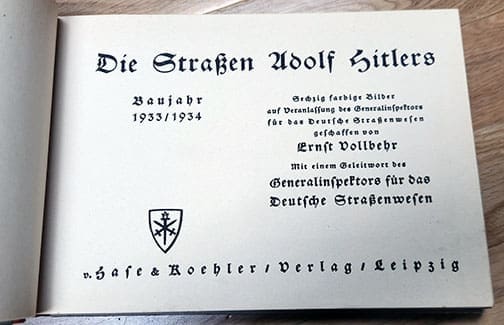 Die Straßen Adolf Hitlers
Baujahr
1933/1934
Sechzig farbige Bilder
auf Veranlassung des Generalinspektors
für das Deutsche Straßenwesen
geschaffen von
Ernst Vollbehr
Mit einem Geleitwort des
Generalinspektors für das
Deutschen Straßenwesen
v. Hase & Koehler / Verlag / Leipzig